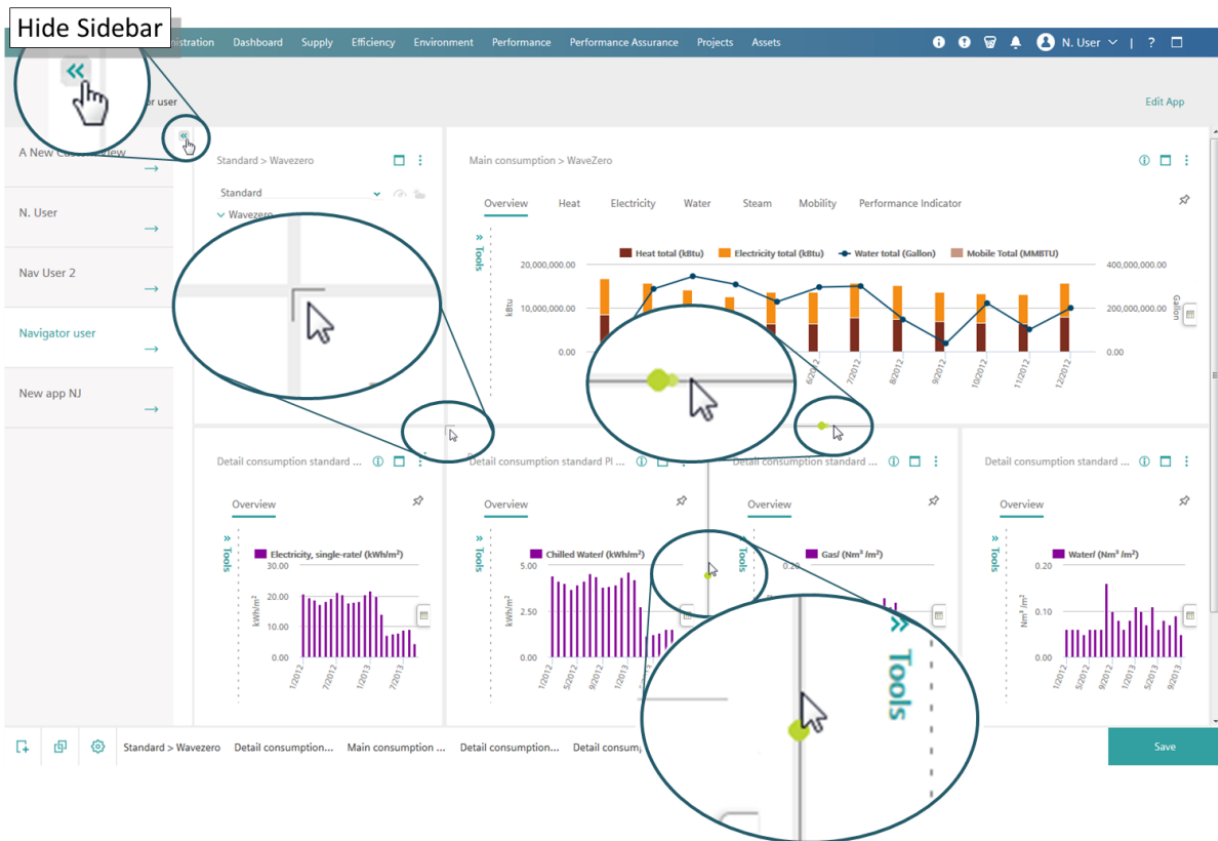 Hide Sidebar
istration Dashboard Supply Efficiency Environment Performance Performance Assurance Projects Assets N. User | ?
or user Edit App
A New Custom View
N. User
Nav User 2
Navigator user
New app NJ
Standard > Wavezero
Standard
Wavezero
Main consumption > WaveZero
Overview Heat Electricity Water Steam Mobility Performance Indicator
Tools
Heat total (kBtu) Electricity total (kBtu) Water total (Gallon) Mobile Total (MMBTU)
20,000,000.00 400,000,000.00
kBtu 10,000,000.00 200,000,000.00 Gallon
0.00 0.00
6/2012 7/2012 8/2012 9/2012 10/2012 11/2012 12/2012
Detail consumption standard ...
Overview
Tools
Electricity, single-rate/ (kWh/m²)
30.00
20.00
kWh/m²
10.00
0.00
1/2012 7/2012 1/2013 7/2013
Detail consumption standard Pl ...
Overview
Tools
Chilled Water/ (kWh/m²)
5.00
kWh/m² 2.50
0.00
1/2012 5/2012 9/2012 1/2013
Detail consumption standard ...
Overview
Tools
Gas/ (Nm³ /m²)
0.20
Tools
Detail consumption standard ...
Overview
Tools
Water/ (Nm³ /m²)
0.20
Nm³ /m² 0.10
0.00
1/2012 5/2012 9/2012 1/2013 5/2013 9/2013
Standard > Wavezero Detail consumption... Main consumption ... Detail consumption... Detail consum Save